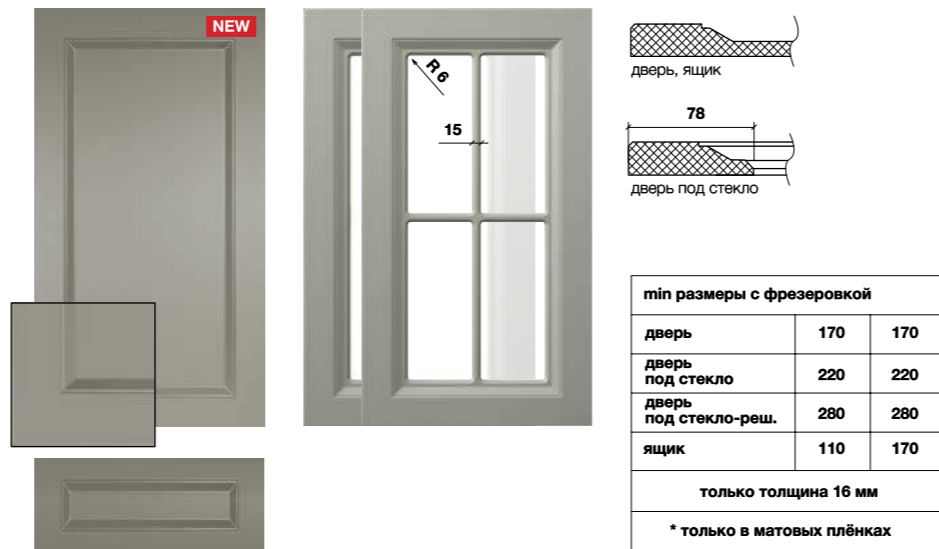 NEW
R 6
15
дверь, ящик
78
дверь под стекло
min размеры с фрезеровкой
дверь 170 170
дверь
под стекло 220 220
дверь
под стекло-реш. 280 280
ящик 110 170
только толщина 16 мм
* только в матовых плёнках